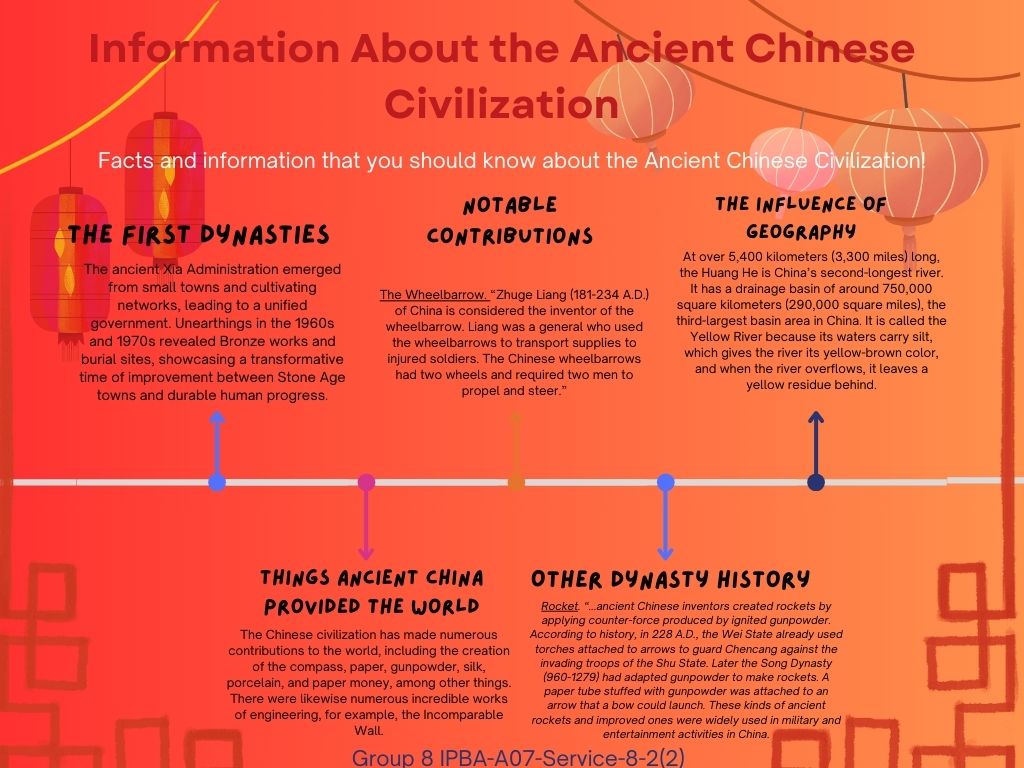 Information About the Ancient Chinese
Civilization
Facts and information that you should know about the Ancient Chinese Civilization!
THE FIRST DYNASTIES
The ancient Xia Administration emerged
from small towns and cultivating
networks, leading to a unified
government. Unearthings in the 1960s
and 1970s revealed Bronze works and
burial sites, showcasing a transformative
time of improvement between Stone Age
towns and durable human progress.
NOTABLE
CONTRIBUTIONS
The Wheelbarrow. “Zhuge Liang (181-234 A.D.)
of China is considered the inventor of the
wheelbarrow. Liang was a general who used
the wheelbarrows to transport supplies to
injured soldiers. The Chinese wheelbarrows
had two wheels and required two men to
propel and steer.”
THE INFLUENCE OF
GEOGRAPHY
At over 5,400 kilometers (3,300 miles) long,
the Huang He is China’s second-longest river.
It has a drainage basin of around 750,000
square kilometers (290,000 square miles), the
third-largest basin area in China. It is called the
Yellow River because its waters carry silt,
which gives the river its yellow-brown color,
and when the river overflows, it leaves a
yellow residue behind.
THINGS ANCIENT CHINA
PROVIDED THE WORLD
The Chinese civilization has made numerous
contributions to the world, including the creation
of the compass, paper, gunpowder, silk,
porcelain, and paper money, among other things.
There were likewise numerous incredible works
of engineering, for example, the Incomparable
Wall.
OTHER DYNASTY HISTORY
Rocket. “...ancient Chinese inventors created rockets by
applying counter-force produced by ignited gunpowder.
According to history, in 228 A.D., the Wei State already used
torches attached to arrows to guard Chencang against the
invading troops of the Shu State. Later the Song Dynasty
(960-1279) had adapted gunpowder to make rockets. A
paper tube stuffed with gunpowder was attached to an
arrow that a bow could launch. These kinds of ancient
rockets and improved ones were widely used in military and
entertainment activities in China.
Group 8 IPBA-A07-Service-8-2(2)